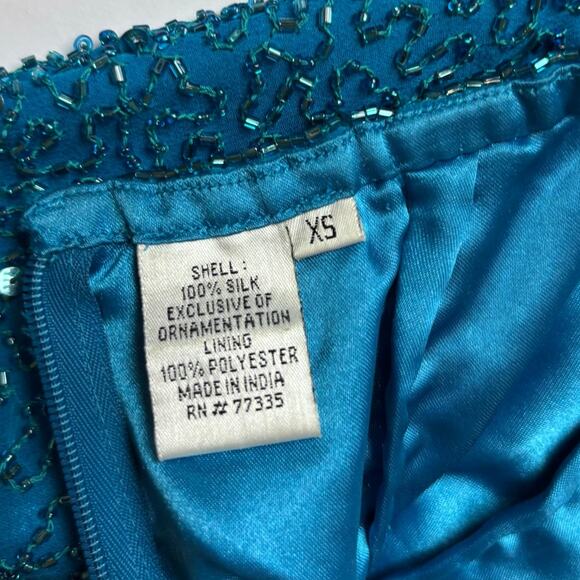 XS
SHELL:
100% SILK
EXCLUSIVE OF
ORNAMENTATION
LINING
100% POLYESTER
MADE IN INDIA
RN# 77335